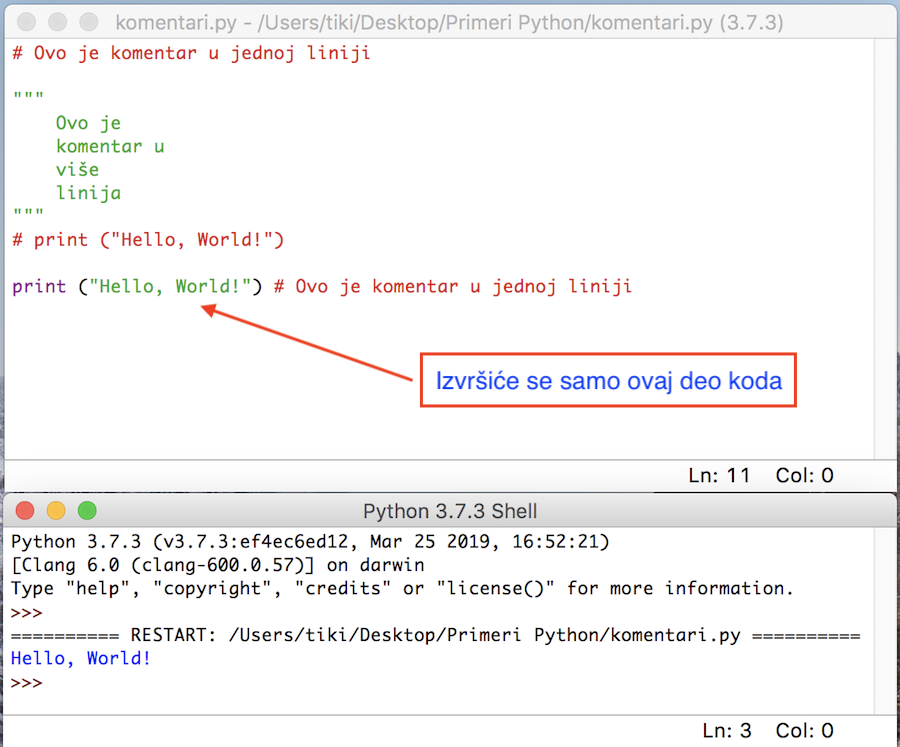 komentari.py - /Users/tiki/Desktop/Primeri Python/komentari.py (3.7.3)
# Ovo je komentar u jednoj liniji
"""
Ovo je
komentar u
više
linija
"""
# print ("Hello, World!")
print ("Hello, World!") # Ovo je komentar u jednoj liniji
Izvršiće se samo ovaj deo koda
Ln: 11 Col: 0
Python 3.7.3 Shell
Python 3.7.3 (v3.7.3:ef4ec6ed12, Mar 25 2019, 16:52:21)
[Clang 6.0 (clang-600.0.57)] on darwin
Type "help", "copyright", "credits" or "license()" for more information.
>>>
========== RESTART: /Users/tiki/Desktop/Primeri Python/komentari.py ==========
Hello, World!
>>>
Ln: 3 Col: 0